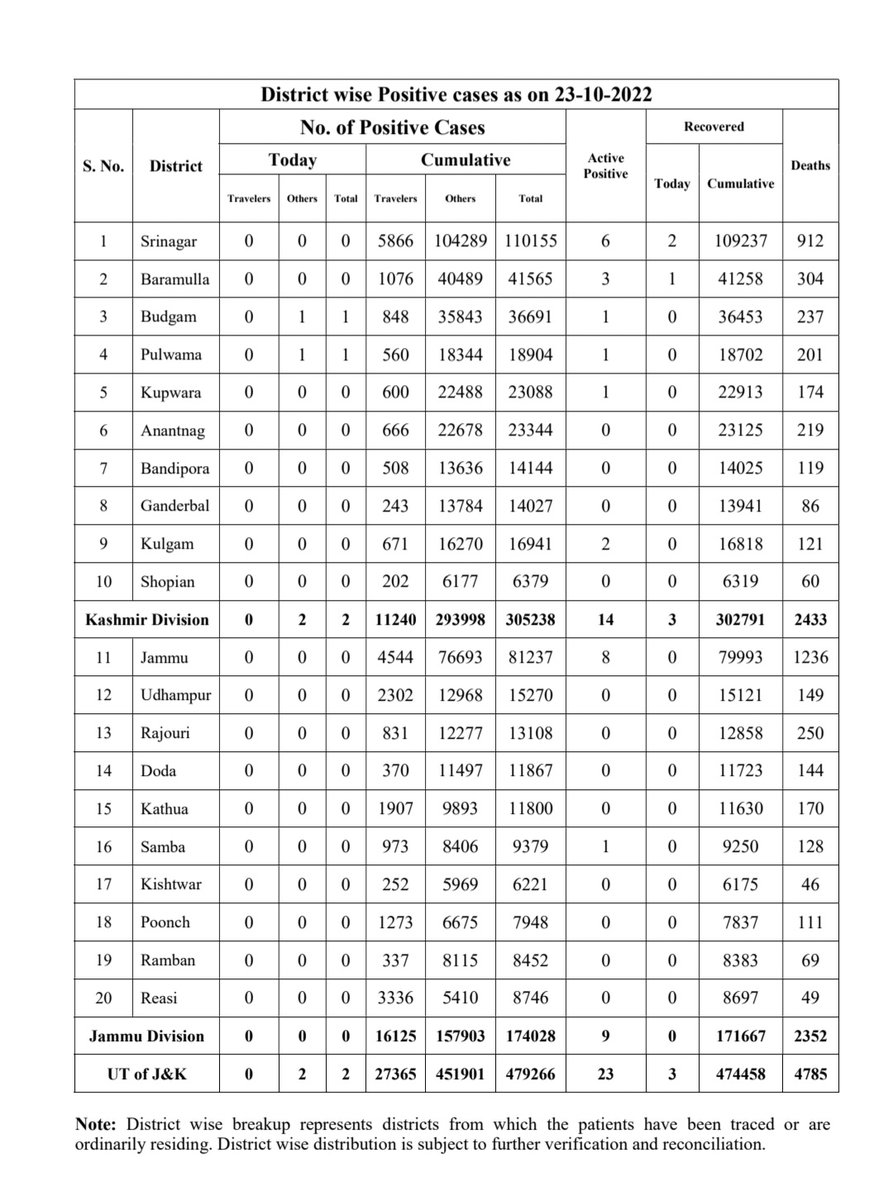 District wise Positive cases as on 23-10-2022
S. No. District No. of Positive Cases Active Positive Recovered Deaths
Today Cumulative Today Cumulative
Travelers Others Total Travelers Others Total
1 Srinagar 0 0 0 5866 104289 110155 6 2 109237 912
2 Baramulla 0 0 0 1076 40489 41565 3 1 41258 304
3 Budgam 0 1 1 848 35843 36691 1 0 36453 237
4 Pulwama 0 1 1 560 18344 18904 1 0 18702 201
5 Kupwara 0 0 0 600 22488 23088 1 0 22913 174
6 Anantnag 0 0 0 666 22678 23344 0 0 23125 219
7 Bandipora 0 0 0 508 13636 14144 0 0 14025 119
8 Ganderbal 0 0 0 243 13784 14027 0 0 13941 86
9 Kulgam 0 0 0 671 16270 16941 2 0 16818 121
10 Shopian 0 0 0 202 6177 6379 0 0 6319 60
Kashmir Division 0 2 2 11240 293998 305238 14 3 302791 2433
11 Jammu 0 0 0 4544 76693 81237 8 0 79993 1236
12 Udhampur 0 0 0 2302 12968 15270 0 0 15121 149
13 Rajouri 0 0 0 831 12277 13108 0 0 12858 250
14 Doda 0 0 0 370 11497 11867 0 0 11723 144
15 Kathua 0 0 0 1907 9893 11800 0 0 11630 170
16 Samba 0 0 0 973 8406 9379 1 0 9250 128
17 Kishtwar 0 0 0 252 5969 6221 0 0 6175 46
18 Poonch 0 0 0 1273 6675 7948 0 0 7837 111
19 Ramban 0 0 0 337 8115 8452 0 0 8383 69
20 Reasi 0 0 0 3336 5410 8746 0 0 8697 49
Jammu Division 0 0 0 16125 157903 174028 9 0 171667 2352
UT of J&K 0 2 2 27365 451901 479266 23 3 474458 4785
Note: District wise breakup represents districts from which the patients have been traced or are
ordinarily residing. District wise distribution is subject to further verification and reconciliation.